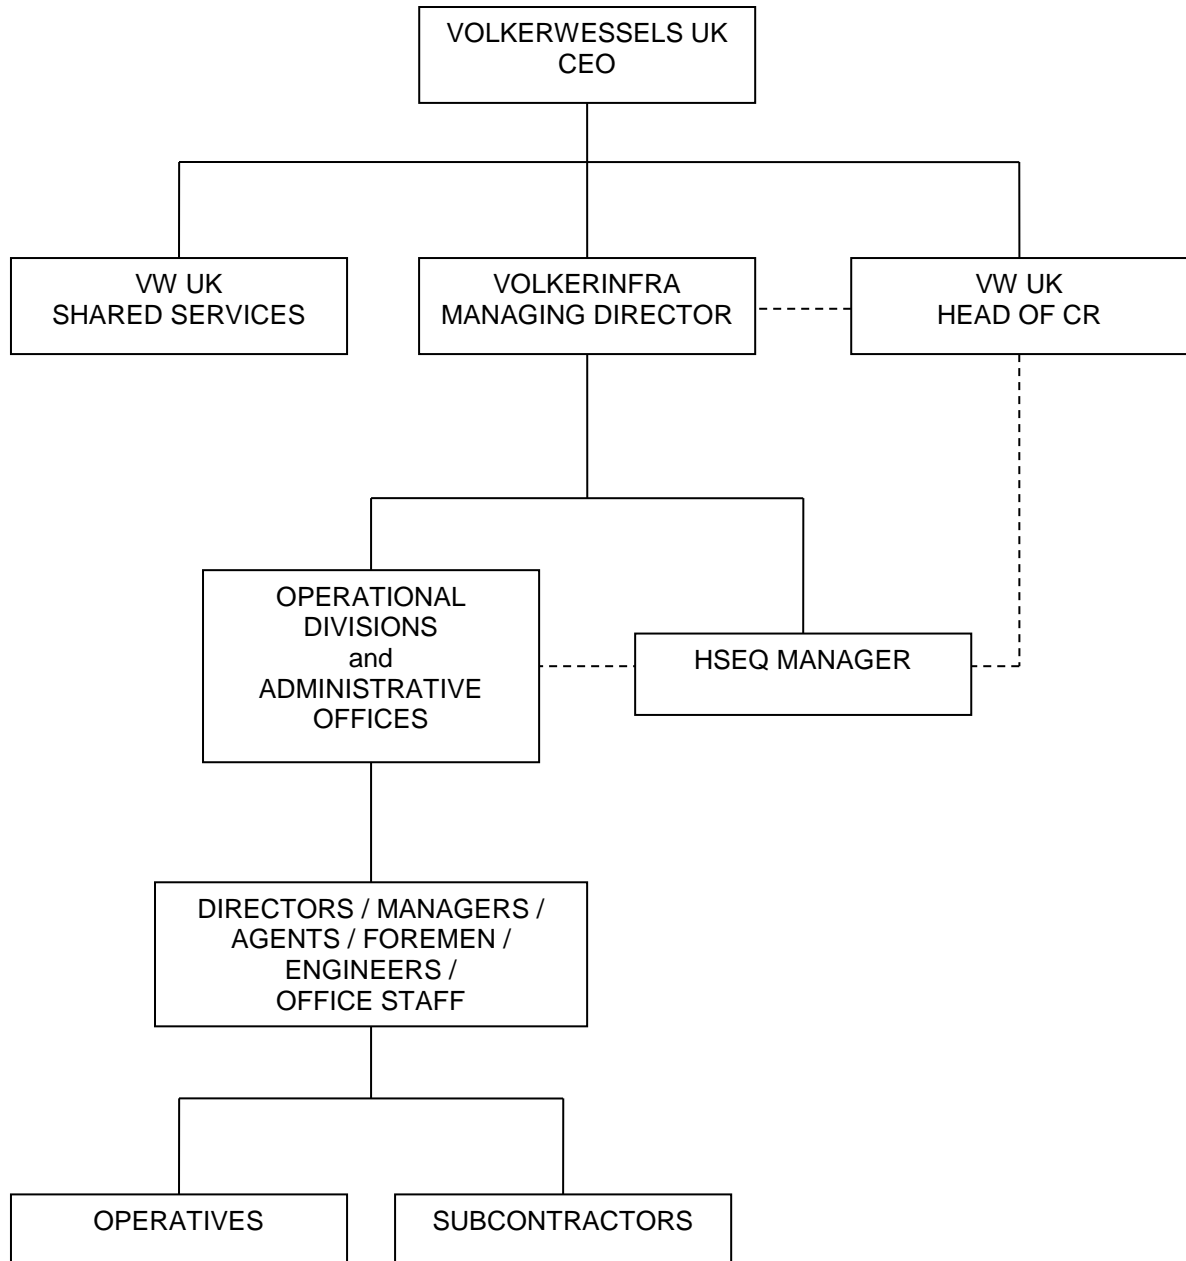 VOLKERWESSELS UK
CEO
VW UK
SHARED SERVICES
VOLKERINFRA
MANAGING DIRECTOR
VW UK
HEAD OF CR
OPERATIONAL
DIVISIONS
and
ADMINISTRATIVE
OFFICES
HSEQ MANAGER
DIRECTORS / MANAGERS /
AGENTS / FOREMEN /
ENGINEERS /
OFFICE STAFF
OPERATIVES
SUBCONTRACTORS